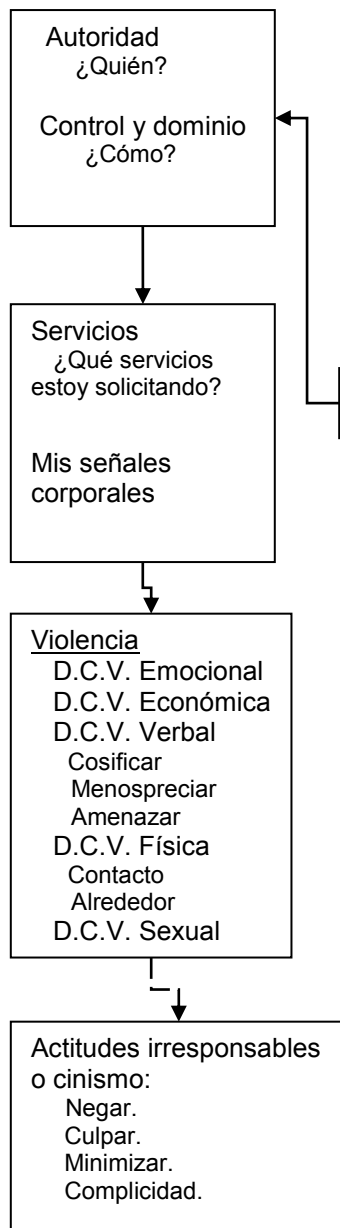 Autoridad
¿Quién?
Control y dominio
¿Cómo?
Servicios
¿Qué servicios
estoy solicitando?
Mis señales
corporales
Violencia
D.C.V. Emocional
D.C.V. Económica
D.C.V. Verbal
Cosificar
Menospreciar
Amenazar
D.C.V. Física
Contacto
Alrededor
D.C.V. Sexual
Actitudes irresponsables
o cinismo:
Negar.
Culpar.
Minimizar.
Complicidad.